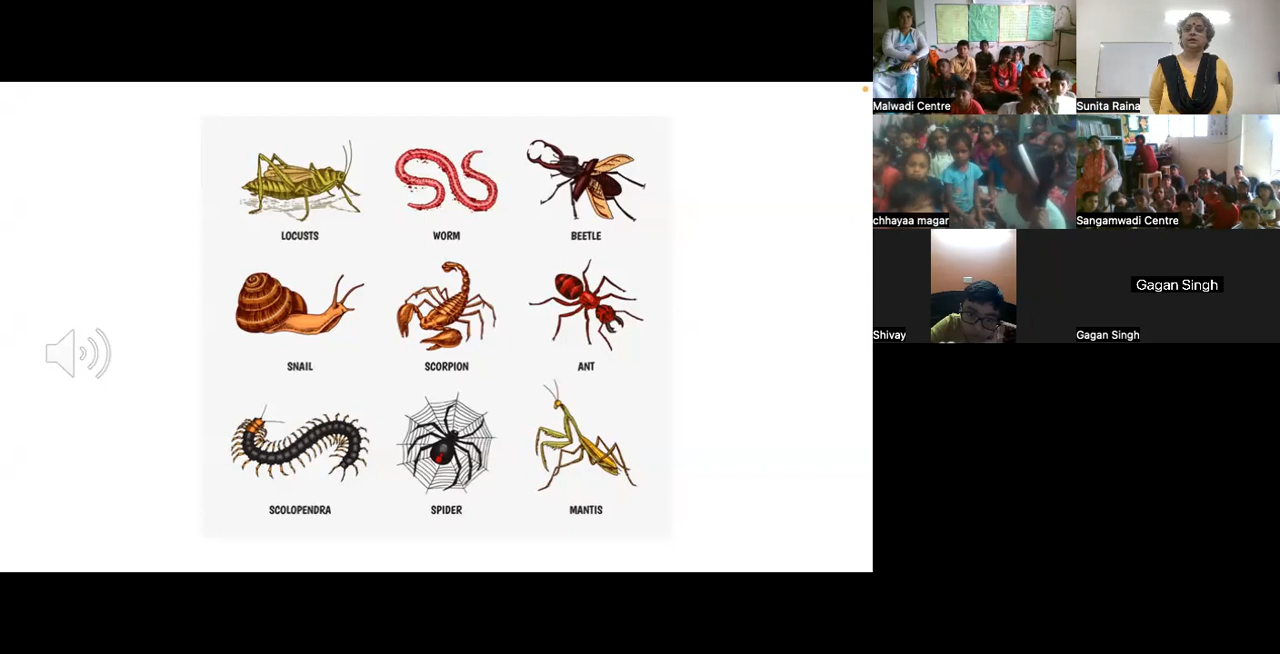 LOCUSTS
WORM
BEETLE
SNAIL
SCORPION
ANT
SCOLOPENDRA
SPIDER
MANTIS
Malwadi Centre
Sunita Raina
chhayaa magar
Sangamwadi Centre
Gagan Singh
Shivay
Gagan Singh